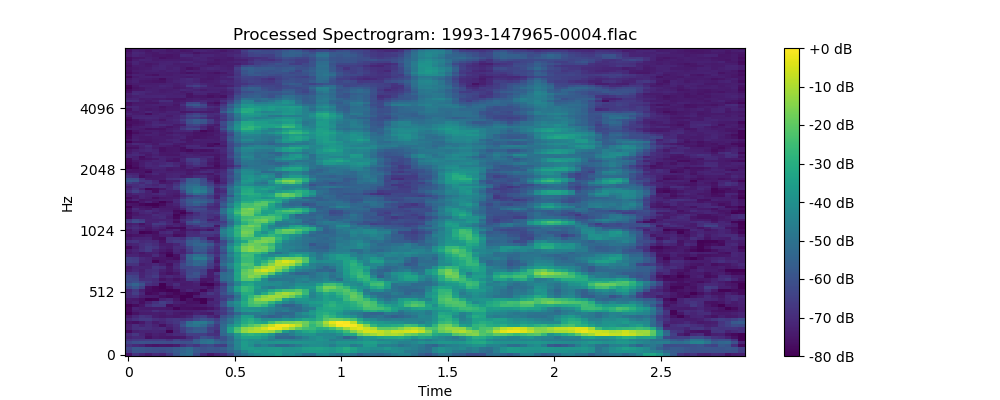 Processed Spectrogram: 1993-147965-0004.flac
Hz
4096
2048
1024
512
0
0 0.5 1 1.5 2 2.5
Time
+0 dB
-10 dB
-20 dB
-30 dB
-40 dB
-50 dB
-60 dB
-70 dB
-80 dB